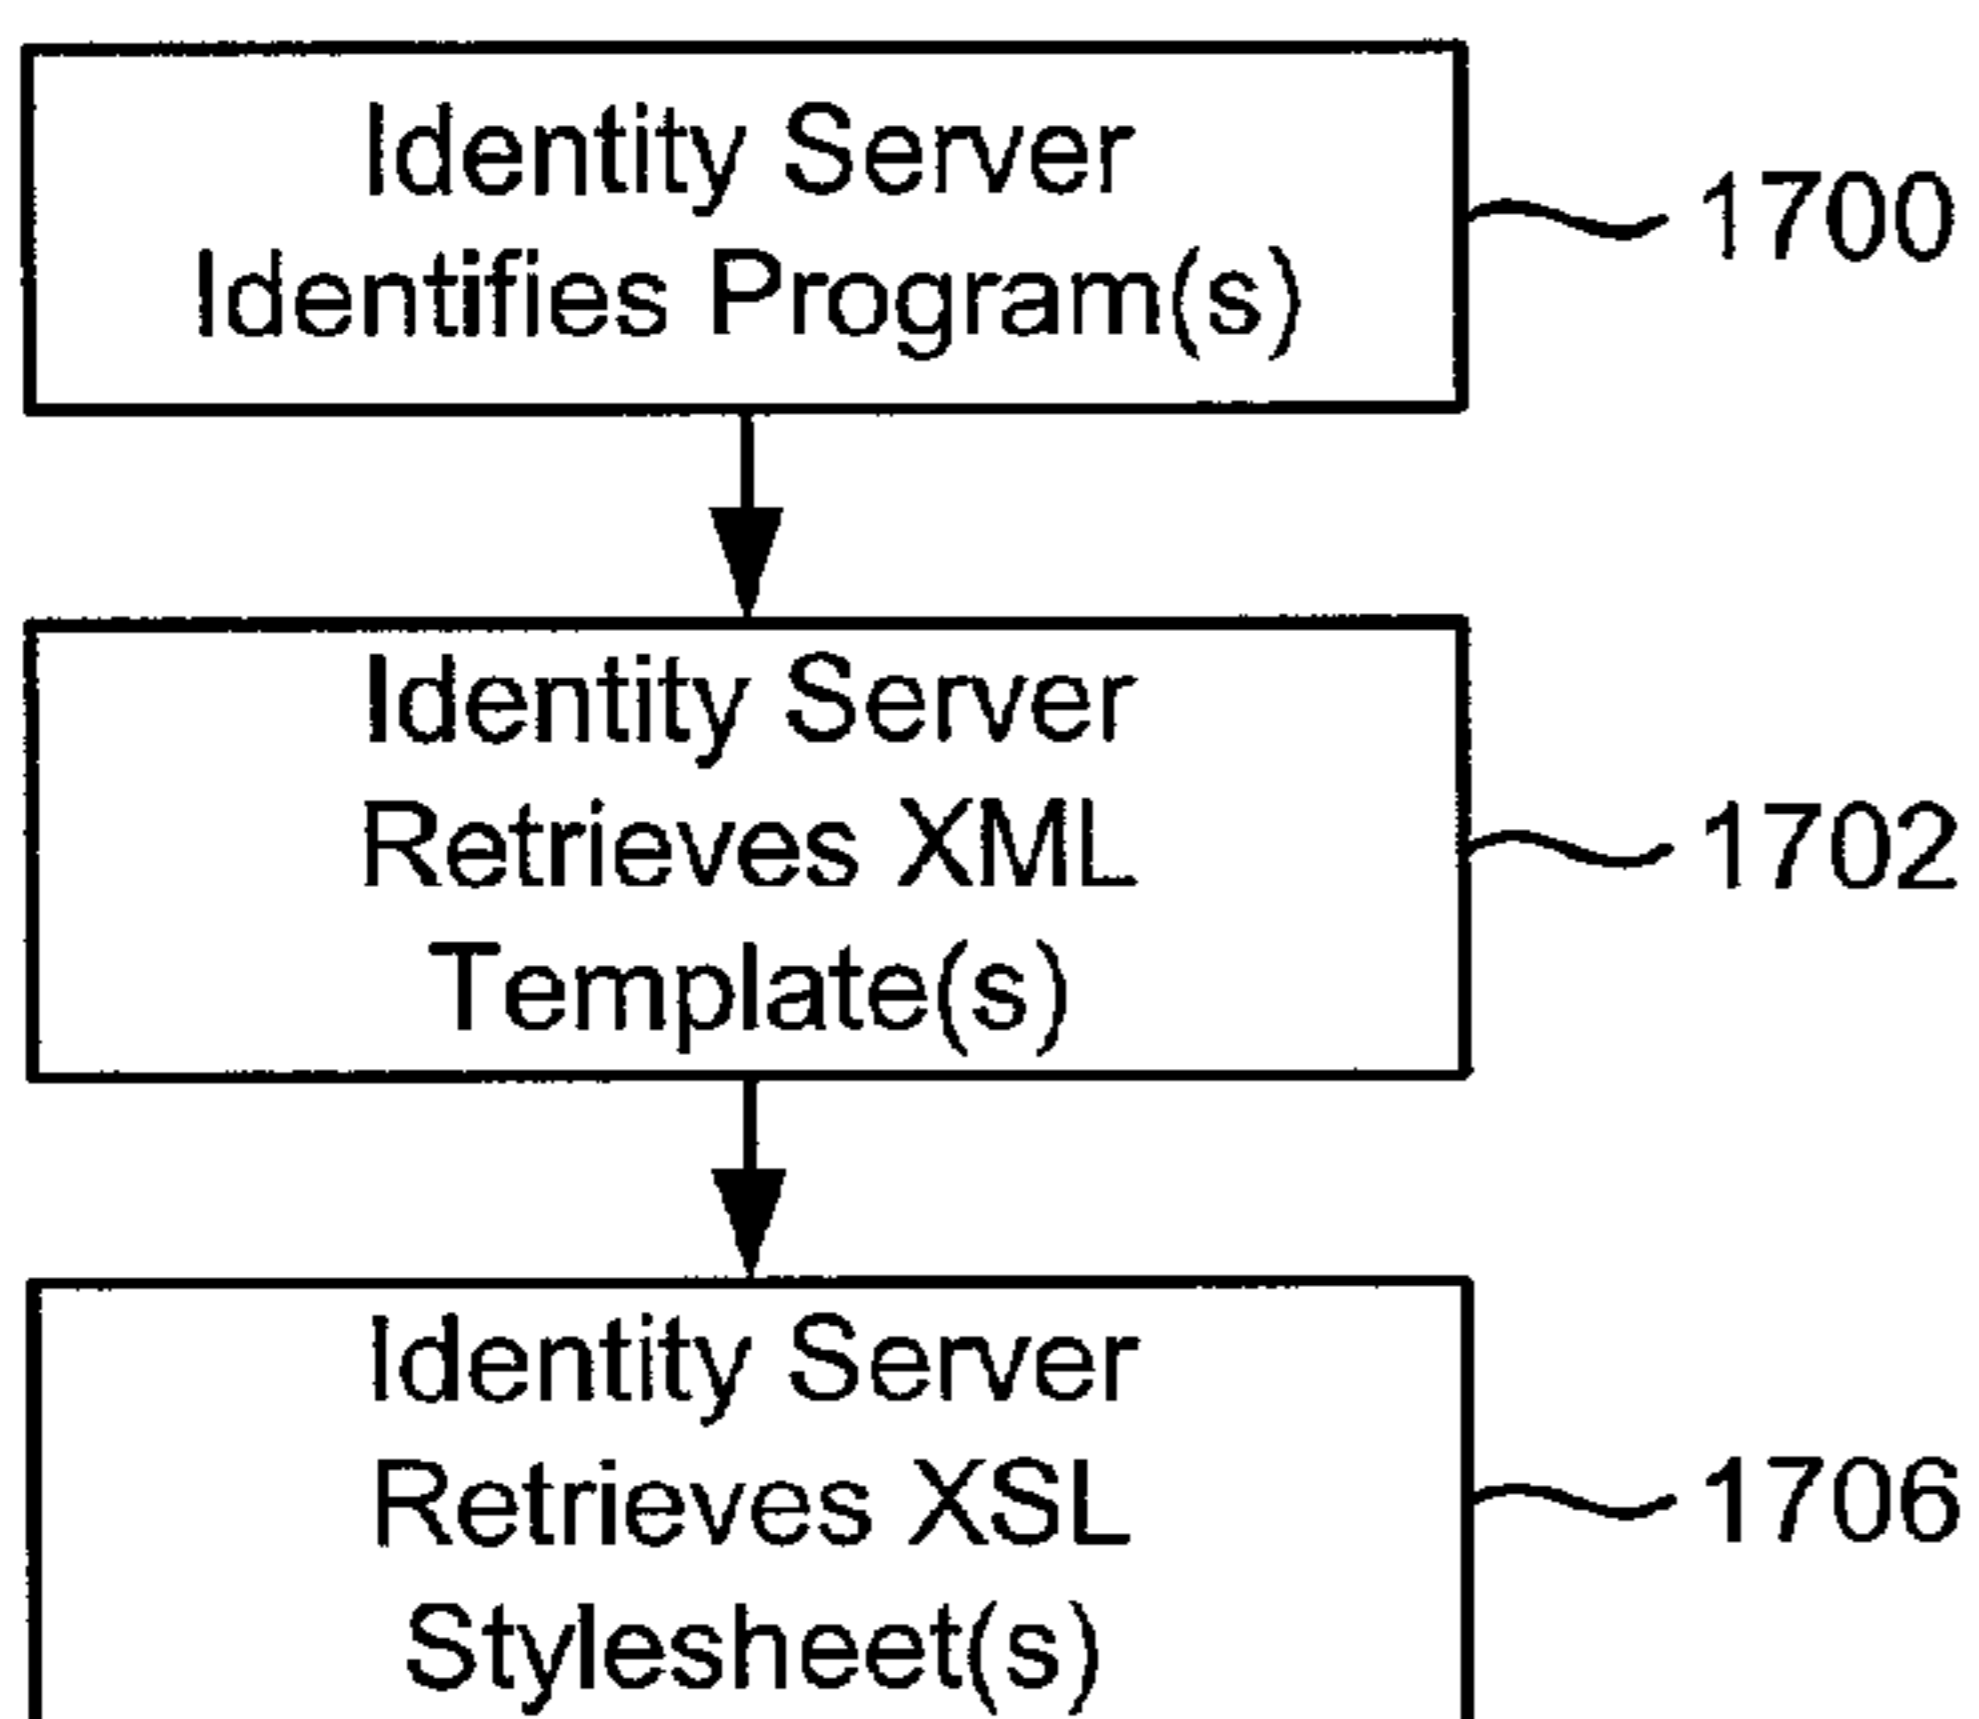 Identity Server
Identifies Program(s)
1700
Identity Server
Retrieves XML
Template(s)
1702
Identity Server
Retrieves XSL
Stylesheet(s)
1706